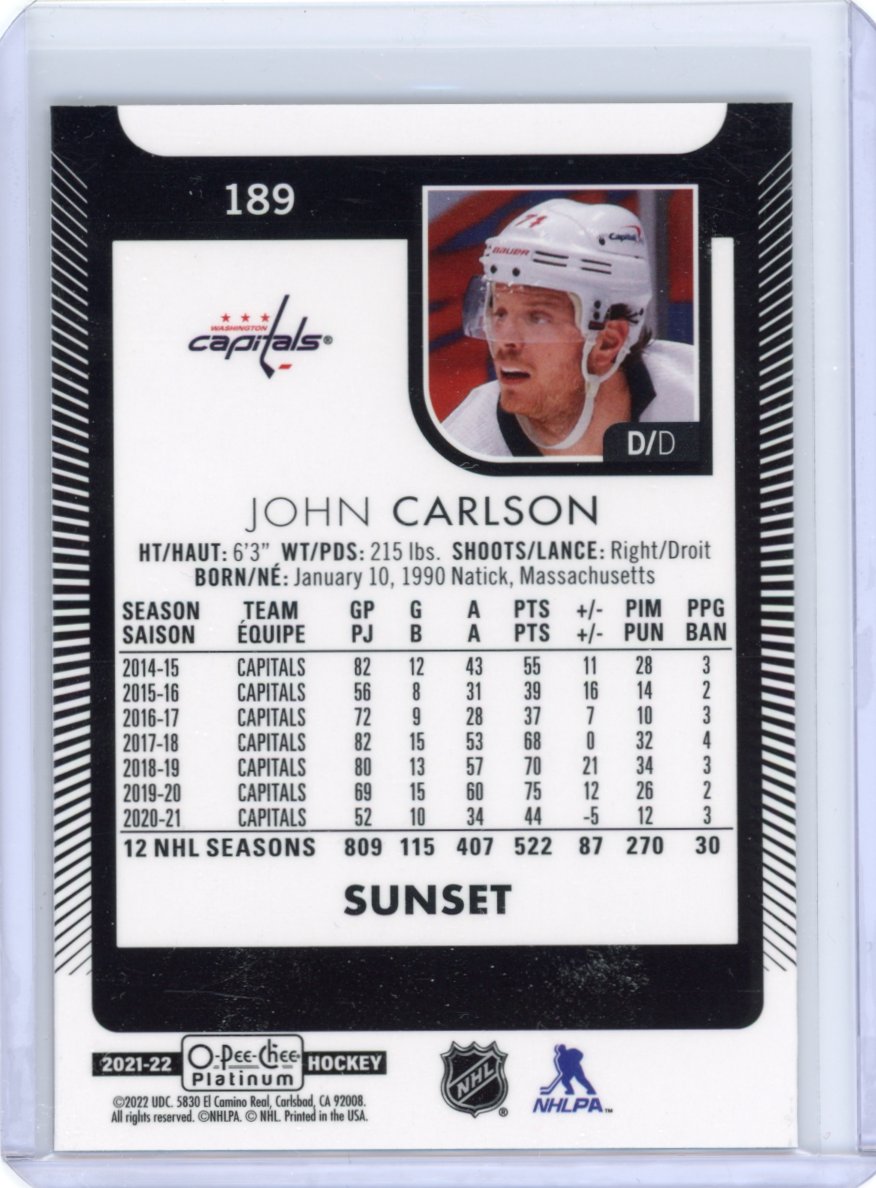 189
WASHINGTON
capitals®
74
BAUER
Capital
D/D
JOHN CARLSON
HT/HAUT: 6'3" WT/PDS: 215 lbs. SHOOTS/LANCE: Right/Droit
BORN/NÉ: January 10, 1990 Natick, Massachusetts
SEASON TEAM GP G A PTS +/- PIM PPG
SAISON ÉQUIPE PJ B A PTS +/- PUN BAN
2014-15 CAPITALS 82 12 43 55 11 28 3
2015-16 CAPITALS 56 8 31 39 16 14 2
2016-17 CAPITALS 72 9 28 37 7 10 3
2017-18 CAPITALS 82 15 53 68 0 32 4
2018-19 CAPITALS 80 13 57 70 21 34 3
2019-20 CAPITALS 69 15 60 75 12 26 2
2020-21 CAPITALS 52 10 34 44 -5 12 3
12 NHL SEASONS 809 115 407 522 87 270 30
SUNSET
2021-22 O-Pee-Chee® HOCKEY
Platinum
©2022 UDC. 5830 El Camino Real, Carlsbad, CA 92008.
All rights reserved. ©NHLPA. © NHL. Printed in the USA.
NHL ®
NHLPA™